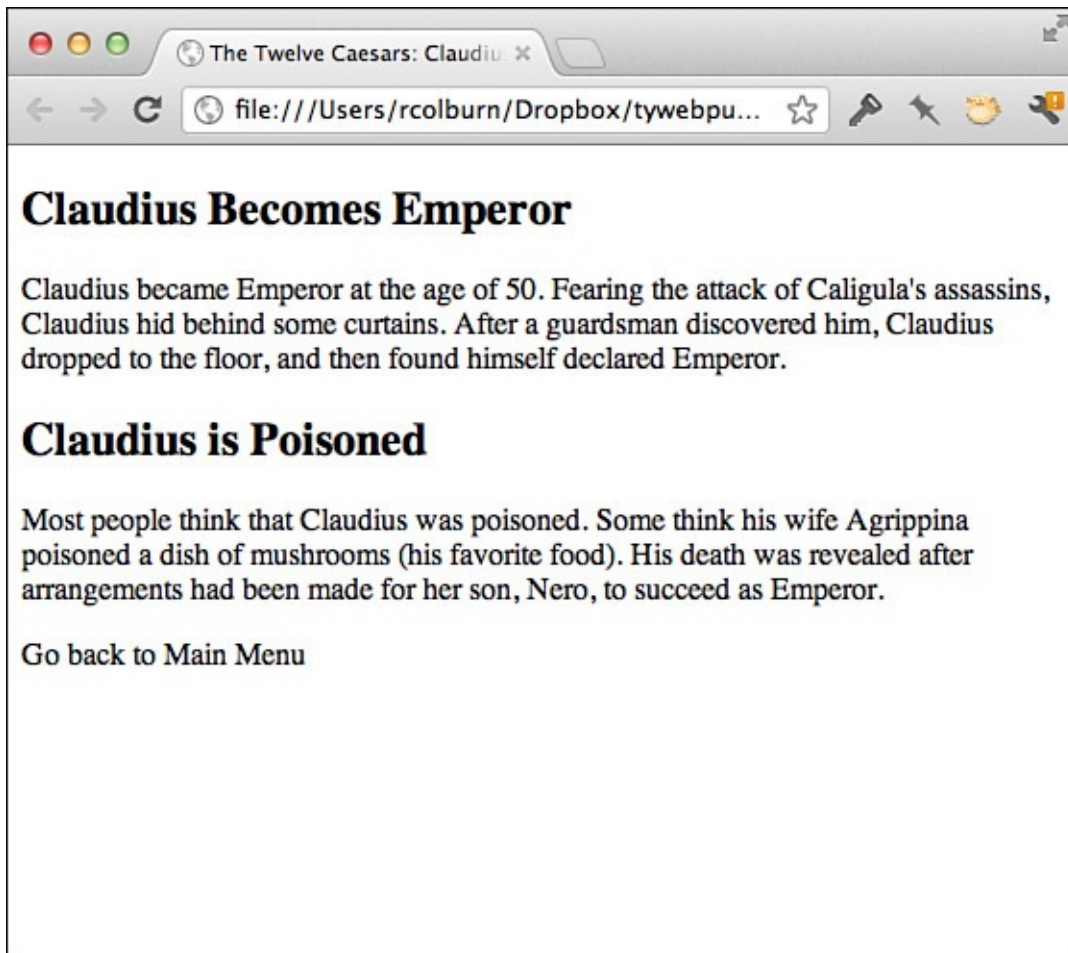 The Twelve Caesars: Claudiu
file:///Users/rcolburn/Dropbox/tywebpu...
Claudius Becomes Emperor
Claudius became Emperor at the age of 50. Fearing the attack of Caligula's assassins,
Claudius hid behind some curtains. After a guardsman discovered him, Claudius
dropped to the floor, and then found himself declared Emperor.
Claudius is Poisoned
Most people think that Claudius was poisoned. Some think his wife Agrippina
poisoned a dish of mushrooms (his favorite food). His death was revealed after
arrangements had been made for her son, Nero, to succeed as Emperor.
Go back to Main Menu